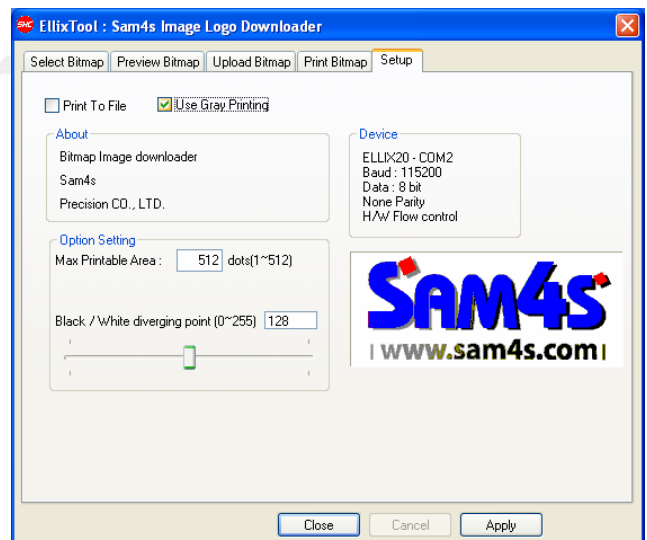 SHC EllixTool : Sam4s Image Logo Downloader
Select Bitmap Preview Bitmap Upload Bitmap Print Bitmap Setup
Print To File Use Gray Printing
About
Bitmap Image downloader
Sam4s
Precision CO., LTD.
Device
ELLIX20 - COM2
Baud : 115200
Data : 8 bit
None Parity
H/W Flow control
Option Setting
Max Printable Area : 512 dots(1~512)
Black / White diverging point (0~255) 128
SAM4S
www.sam4s.com
Close Cancel Apply